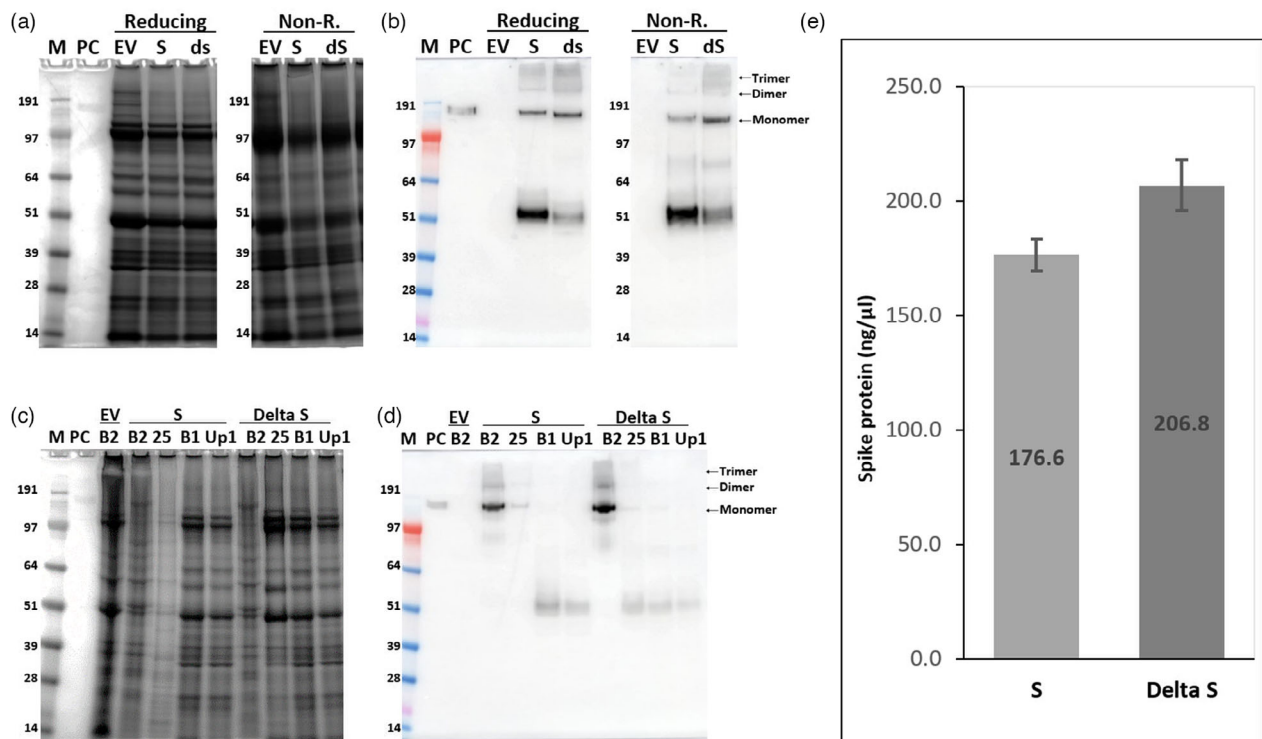 (a)
Reducing
Non-R.
M PC EV S ds
EV S dS
191
97
64
51
39
28
14
191
97
64
51
39
28
14
(b)
Reducing
Non-R.
M PC EV S ds
EV S dS
191
97
64
51
39
28
14
191
97
64
51
39
28
14
←Trimer
←Dimer
←Monomer
(c)
EV S Delta S
M PC B2 B2 25 B1 Up1 B2 25 B1 Up1
191
97
64
51
39
28
14
(d)
EV S Delta S
M PC B2 B2 25 B1 Up1 B2 25 B1 Up1
191
97
64
51
39
28
14
←Trimer
←Dimer
←Monomer
(e)
Spike protein (ng/µl)
250.0
200.0
150.0
100.0
50.0
0.0
176.6
206.8
S
Delta S